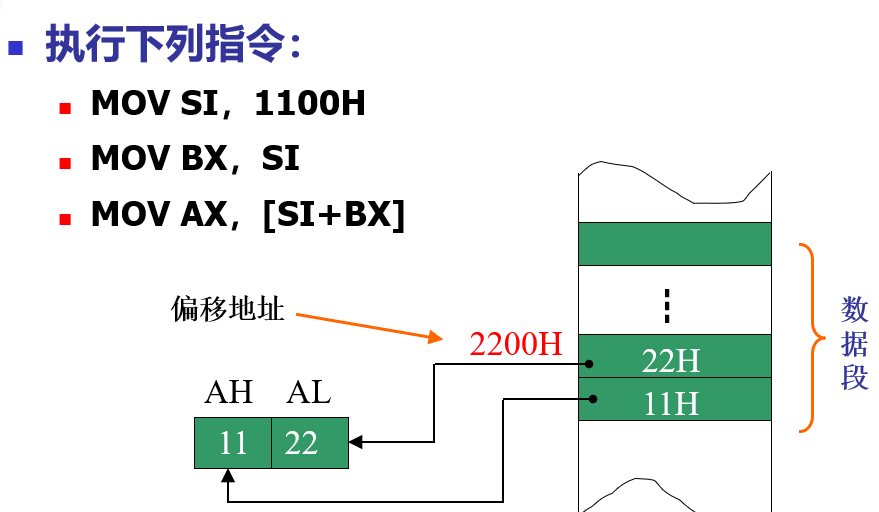 执行下列指令：
MOV SI，1100H
MOV BX，SI
MOV AX，[SI+BX]
偏移地址
2200H
22H
11H
AH AL
11 22
数据段